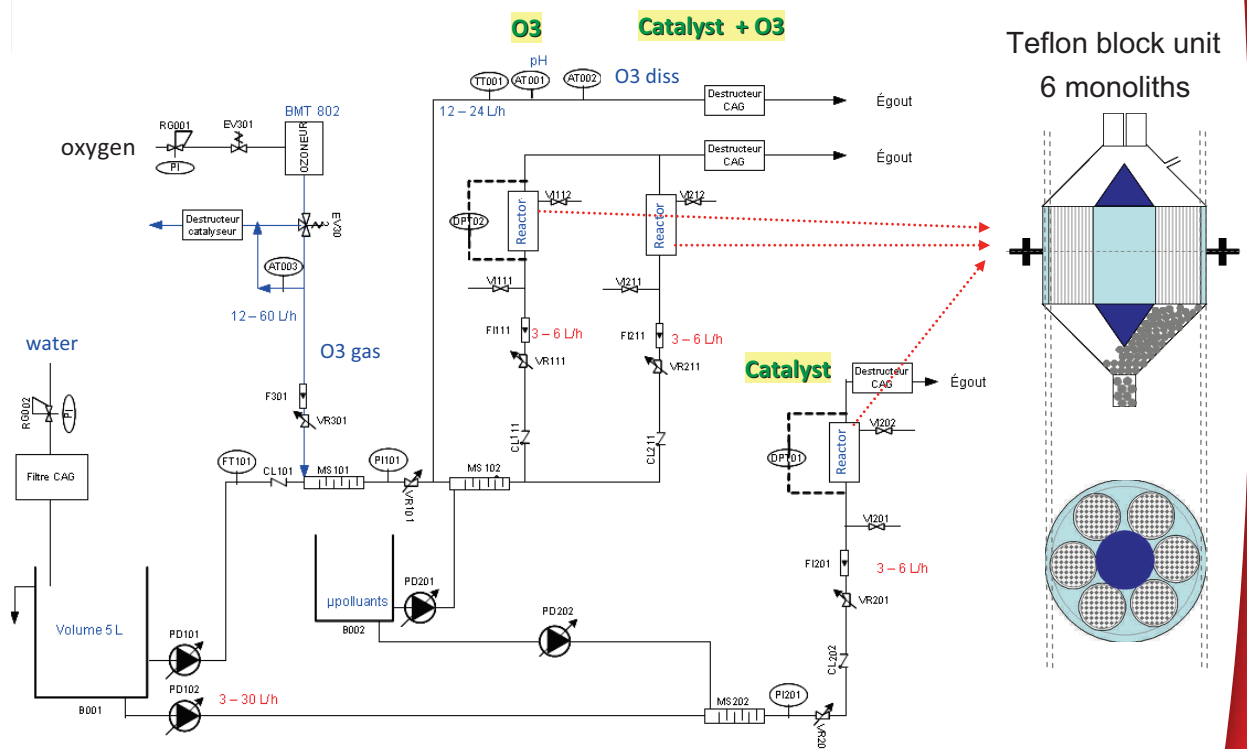 O3
Catalyst + O3
Teflon block unit
6 monoliths
pH
TT001
AT001
AT002
O3 diss
12 – 24 L/h
Destructeur
CAG
Égout
BMT 802
RG001
EV301
OZONEUR
oxygen
PI
Destructeur
CAG
Égout
VI112
VI212
DPT02
Reactor
Reactor
Destructeur
catalyseur
EV30
AT003
12 – 60 L/h
VI111
VI211
O3 gas
FI111
3 – 6 L/h
FI211
3 – 6 L/h
VR111
VR211
water
RG002
PI
F301
VR301
Catalyst
Destructeur
CAG
Égout
VI202
DPT01
Reactor
CL111
CL211
Filtre CAG
FT101
CL101
MS101
PI101
VR101
MS 102
VI201
FI201
3 – 6 L/h
VR201
µpolluants
PD201
B002
PD202
Volume 5 L
PD101
PD102
3 – 30 L/h
B001
CL202
MS202
PI201
VR20